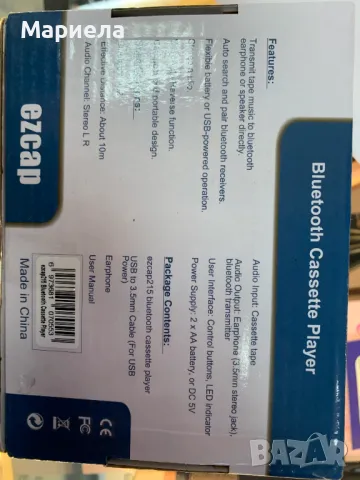 Мариела
Bluetooth Cassette Player
Features:
Transmit tape music to bluetooth
earphone or speaker directly.
Auto search and pair bluetooth receivers.
Flexible battery or USB-powered operation.
reverse function.
portable design.
Effective Distance: About 10m
Audio Channel: Stereo L R
ezcap
Audio Input: Cassette tape
Audio Output: Earphone (3.5mm stereo jack),
bluetooth transmitter
User Interface: Control buttons, LED indicator
Power Supply: 2 x AA battery, or DC 5V
Package Contents:
ezcap215 bluetooth cassette player
USB to 3.5mm Cable (For USB
Power)
Earphone
User Manual
ezcap215 Bluetooth Cassette Player
Made in China
CE
FC
BAZAR